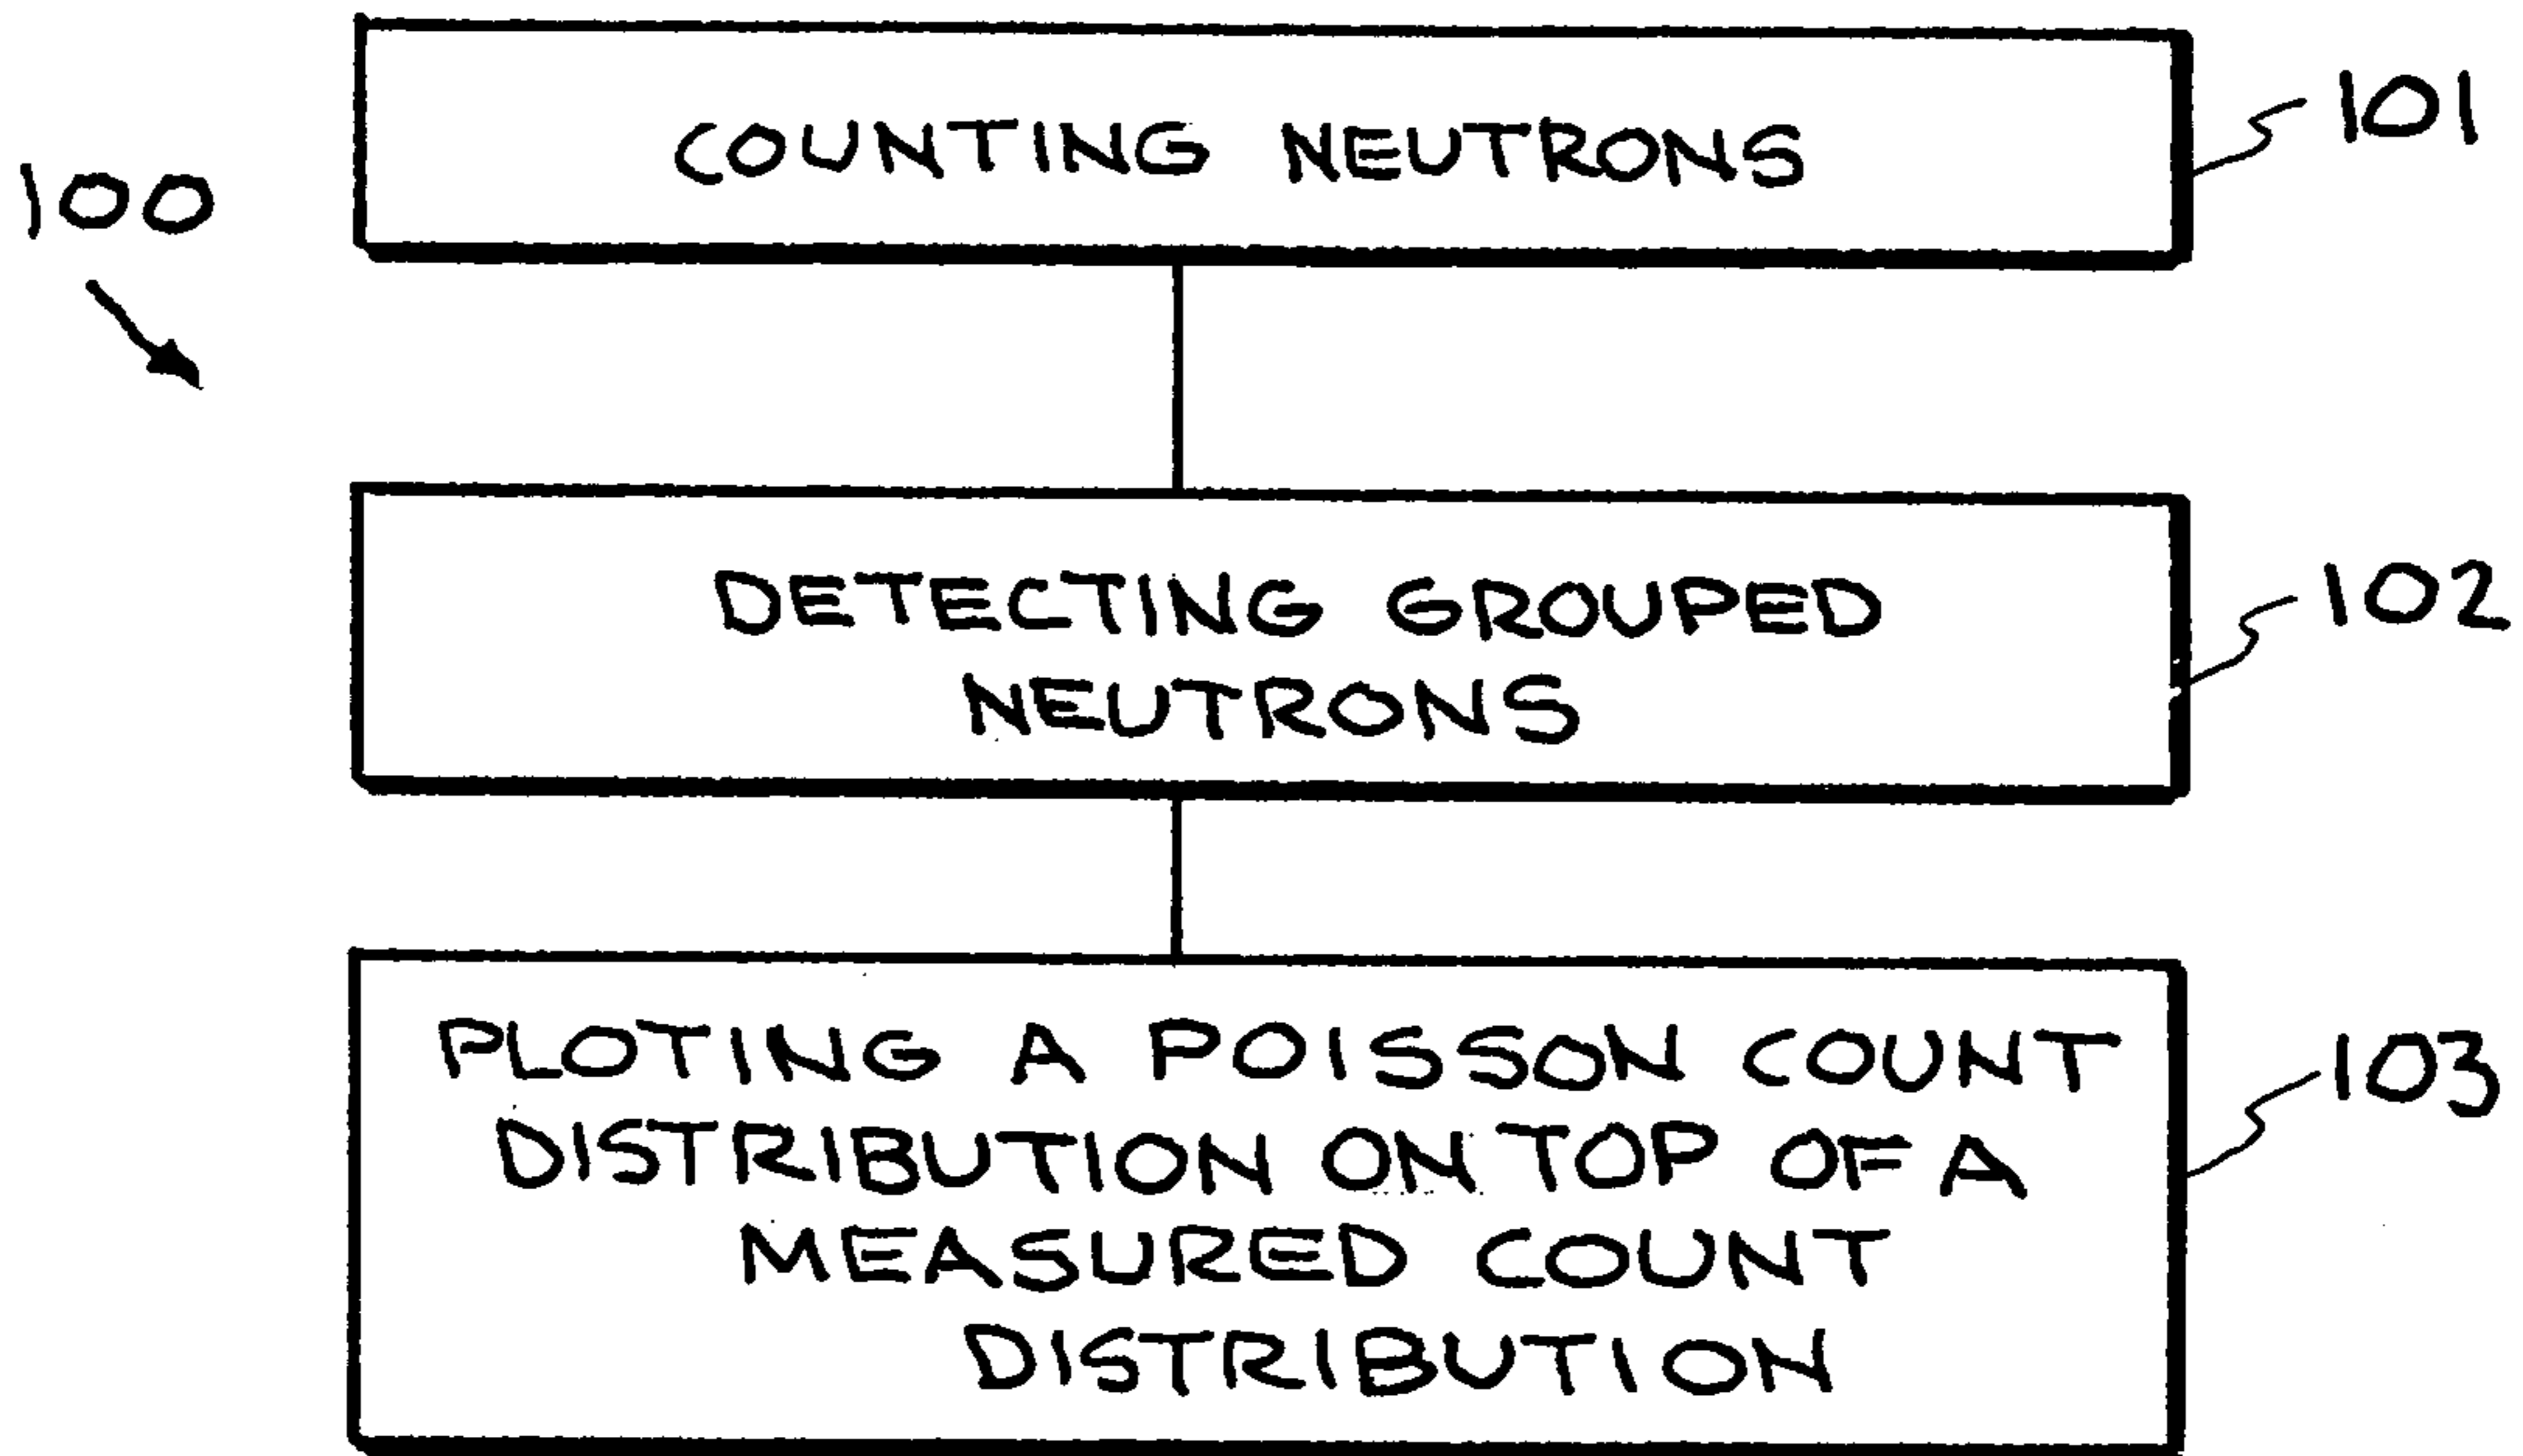 100
COUNTING NEUTRONS
101
DETECTING GROUPED
NEUTRONS
102
PLOTING A POISSON COUNT
DISTRIBUTION ON TOP OF A
MEASURED COUNT
DISTRIBUTION
103